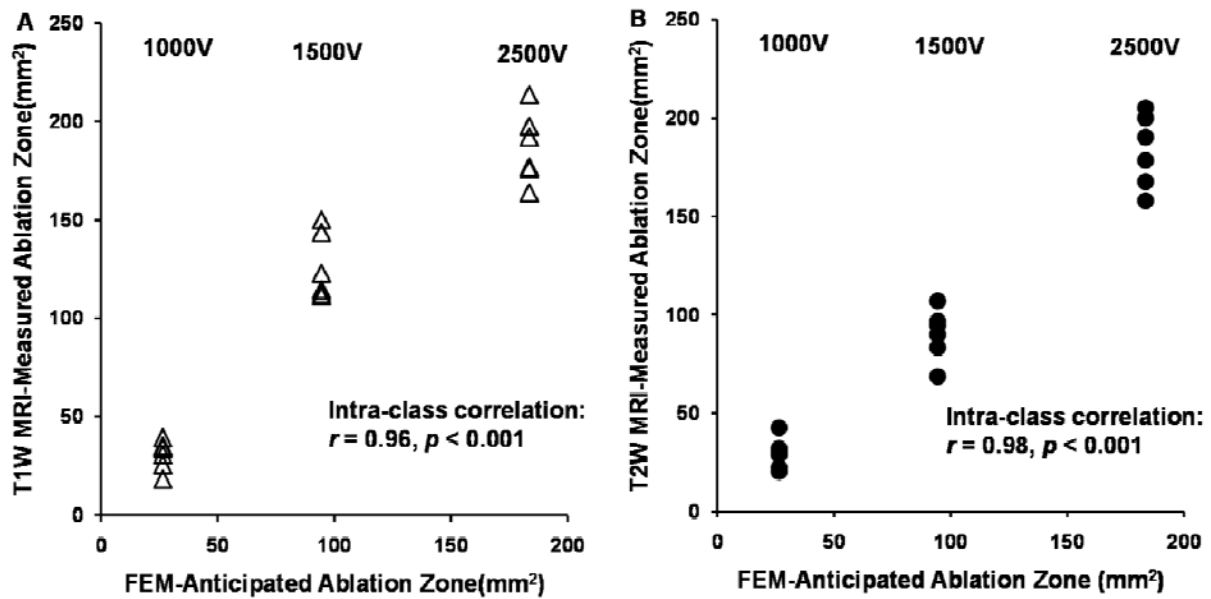 A
T1W MRI-Measured Ablation Zone(mm²)
250
200
150
100
50
0
1000V
1500V
2500V
Intra-class correlation:
r = 0.96, p < 0.001
0 50 100 150 200
FEM-Anticipated Ablation Zone(mm²)
B
T2W MRI-Measured Ablation Zone(mm²)
250
200
150
100
50
0
1000V
1500V
2500V
Intra-class correlation:
r = 0.98, p < 0.001
0 50 100 150 200
FEM-Anticipated Ablation Zone (mm²)